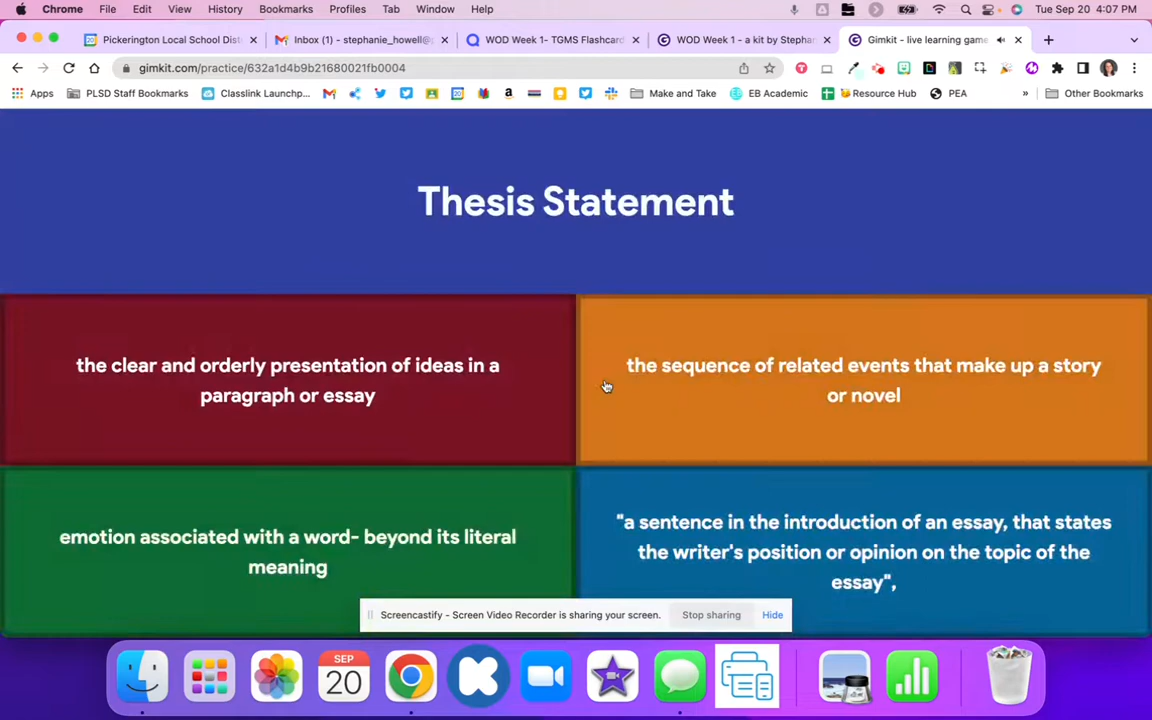 Chrome File Edit View History Bookmarks Profiles Tab Window Help Tue Sep 20 4:07 PM
Pickerington Local School Dist Inbox (1) - stephanie_howell@p WOD Week 1- TGMS Flashcard WOD Week 1 - a kit by Stephan Gimkit - live learning game
gimkit.com/practice/632a1d4b9b21680021fb0004
Apps PLSD Staff Bookmarks Classlink Launchp... 20 Make and Take EB Academic Resource Hub PEA » Other Bookmarks
Thesis Statement
the clear and orderly presentation of ideas in a
paragraph or essay
the sequence of related events that make up a story
or novel
emotion associated with a word- beyond its literal
meaning
"a sentence in the introduction of an essay, that states
the writer's position or opinion on the topic of the
essay",
Screencastify - Screen Video Recorder is sharing your screen. Stop sharing Hide
SEP
20